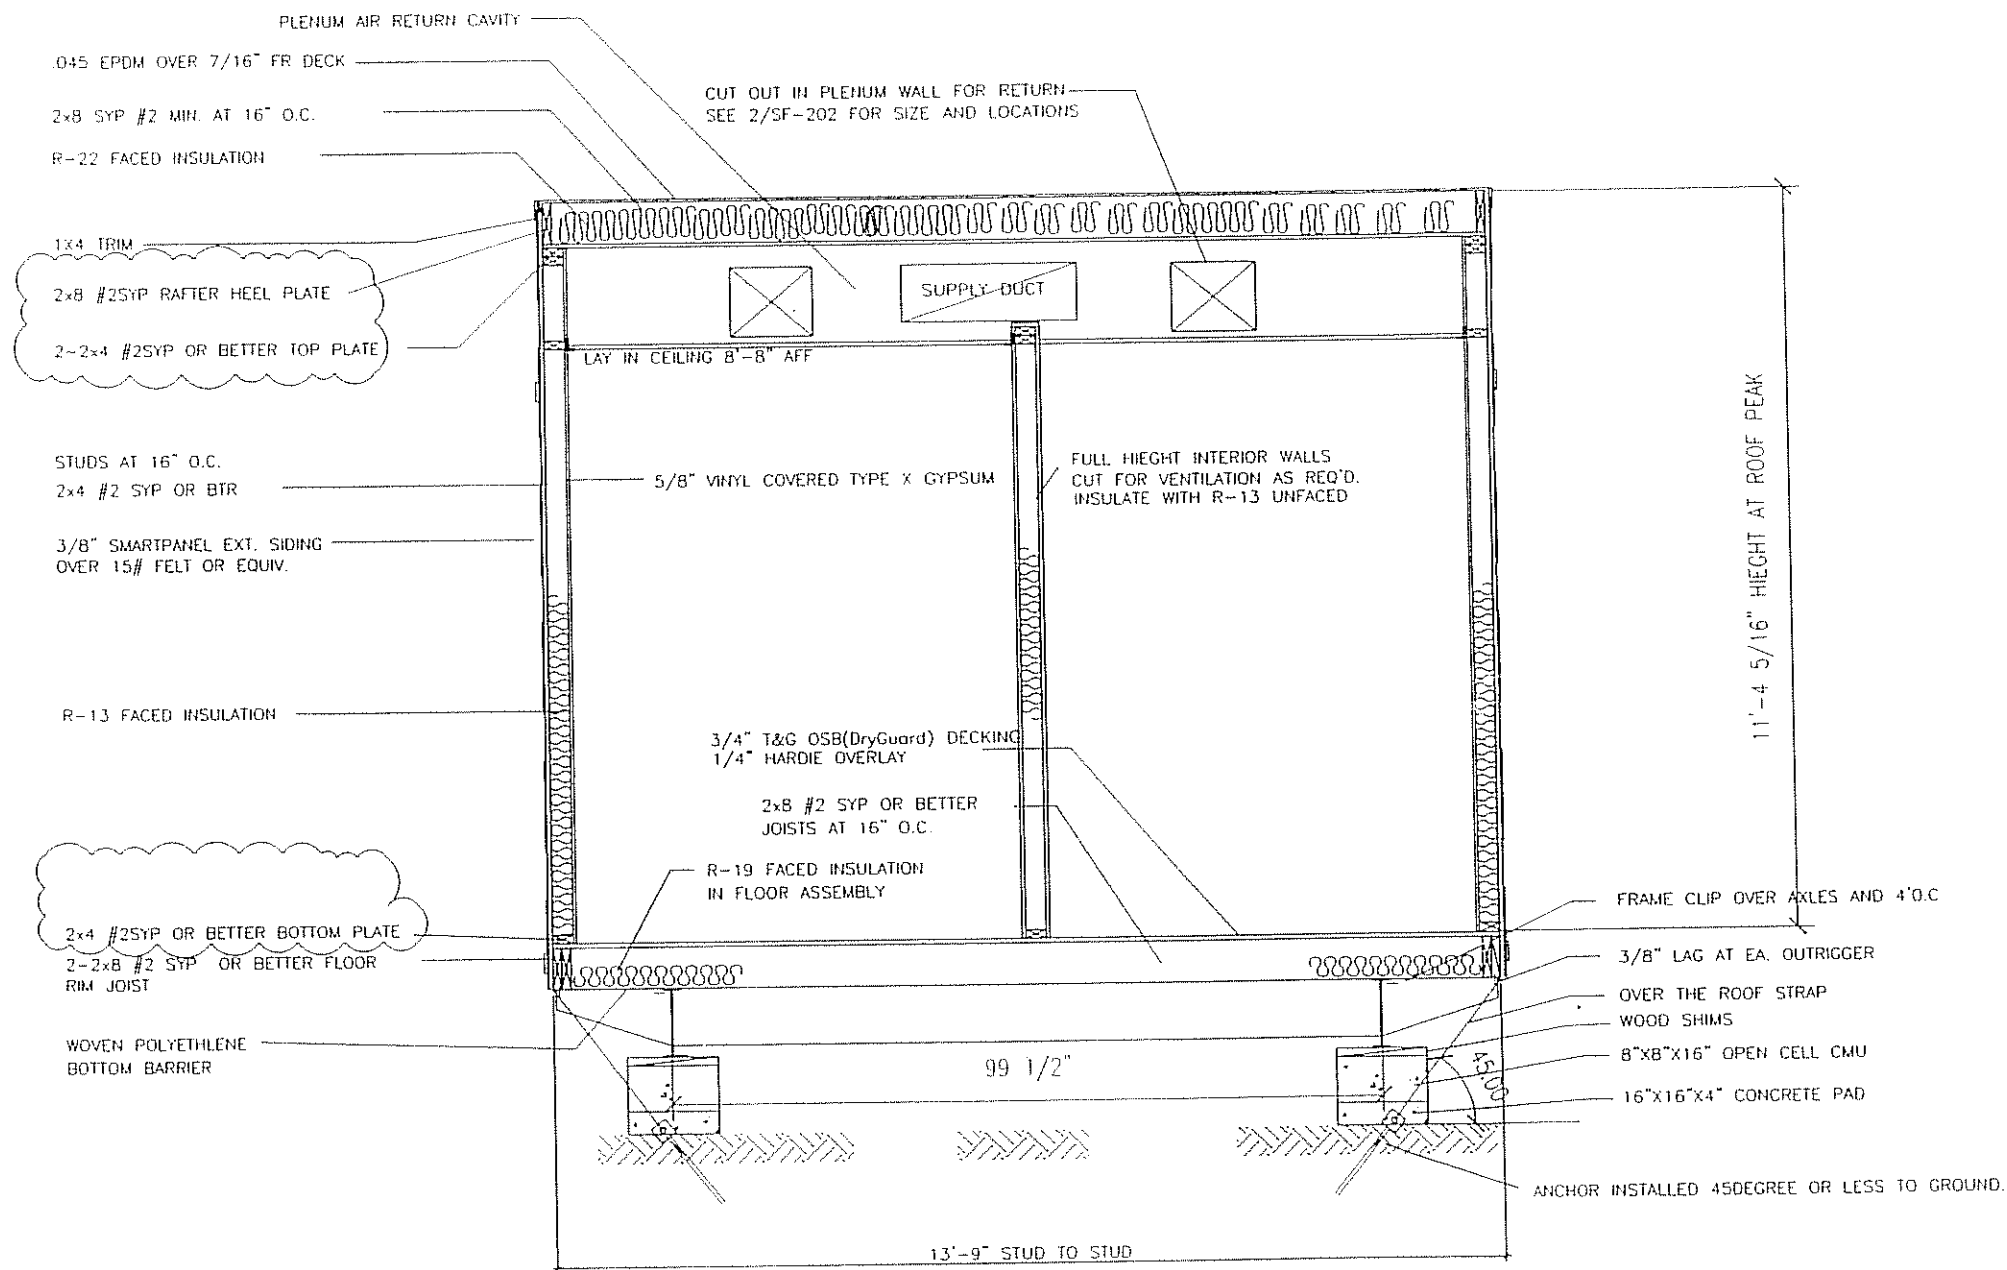 PLENUM AIR RETURN CAVITY
.045 EPDM OVER 7/16" FR DECK
2x8 SYP #2 MIN. AT 16" O.C.
R-22 FACED INSULATION
CUT OUT IN PLENUM WALL FOR RETURN
SEE 2/SF-202 FOR SIZE AND LOCATIONS
1X4 TRIM
2x8 #2SYP RAFTER HEEL PLATE
2-2x4 #2SYP OR BETTER TOP PLATE
SUPPLY DUCT
LAY IN CEILING 8'-8" AFF
STUDS AT 16" O.C.
2x4 #2 SYP OR BTR
3/8" SMARTPANEL EXT. SIDING
OVER 15# FELT OR EQUIV.
5/8" VINYL COVERED TYPE X GYPSUM
FULL HIEGHT INTERIOR WALLS
CUT FOR VENTILATION AS REQ'D.
INSULATE WITH R-13 UNFACED
11'-4 5/16" HIEGHT AT ROOF PEAK
R-13 FACED INSULATION
3/4" T&G OSB(DryGuard) DECKING
1/4" HARDIE OVERLAY
2x8 #2 SYP OR BETTER
JOISTS AT 16" O.C.
R-19 FACED INSULATION
IN FLOOR ASSEMBLY
2x4 #2SYP OR BETTER BOTTOM PLATE
2-2x8 #2 SYP OR BETTER FLOOR
RIM JOIST
WOVEN POLYETHLENE
BOTTOM BARRIER
FRAME CLIP OVER AXLES AND 4'O.C
3/8" LAG AT EA. OUTRIGGER
OVER THE ROOF STRAP
WOOD SHIMS
8"X8"X16" OPEN CELL CMU
16"X16"X4" CONCRETE PAD
99 1/2"
45.00
ANCHOR INSTALLED 45DEGREE OR LESS TO GROUND.
13'-9" STUD TO STUD